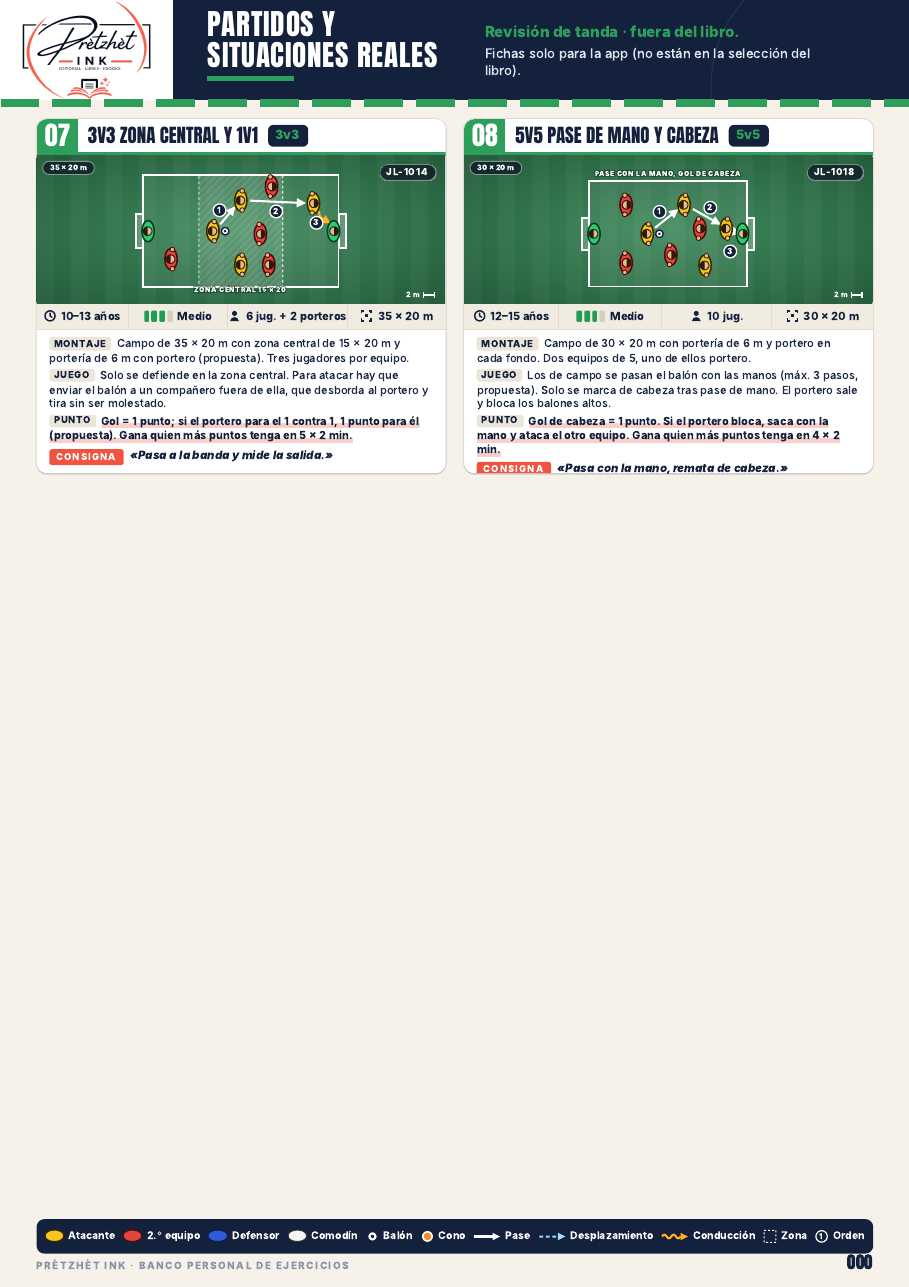 Prètzhèt
INK
EDITORIAL · LIBRES · EBOOKS
PARTIDOS Y
SITUACIONES REALES
Revisión de tanda · fuera del libro.
Fichas solo para la app (no están en la selección del
libro).
07 3V3 ZONA CENTRAL Y 1V1 3v3
35 × 20 m
JL-1014
1
2
3
ZONA CENTRAL 15 × 20
2 m
10–13 años Medio 6 jug. + 2 porteros 35 × 20 m
MONTAJE Campo de 35 × 20 m con zona central de 15 × 20 m y
portería de 6 m con portero (propuesta). Tres jugadores por equipo.
JUEGO Solo se defiende en la zona central. Para atacar hay que
enviar el balón a un compañero fuera de ella, que desborda al portero y
tira sin ser molestado.
PUNTO Gol = 1 punto; si el portero para el 1 contra 1, 1 punto para él
(propuesta). Gana quien más puntos tenga en 5 × 2 min.
CONSIGNA «Pasa a la banda y mide la salida.»
08 5V5 PASE DE MANO Y CABEZA 5v5
30 × 20 m
PASE CON LA MANO, GOL DE CABEZA
JL-1018
1
2
3
2 m
12–15 años Medio 10 jug. 30 × 20 m
MONTAJE Campo de 30 × 20 m con portería de 6 m y portero en
cada fondo. Dos equipos de 5, uno de ellos portero.
JUEGO Los de campo se pasan el balón con las manos (máx. 3 pasos,
propuesta). Solo se marca de cabeza tras pase de mano. El portero sale
y bloca los balones altos.
PUNTO Gol de cabeza = 1 punto. Si el portero bloca, saca con la
mano y ataca el otro equipo. Gana quien más puntos tenga en 4 × 2
min.
CONSIGNA «Pasa con la mano, remata de cabeza.»
Atacante 2.º equipo Defensor Comodín Balón Cono Pase Desplazamiento Conducción Zona 1 Orden
PRÈTZHÈT INK · BANCO PERSONAL DE EJERCICIOS
000